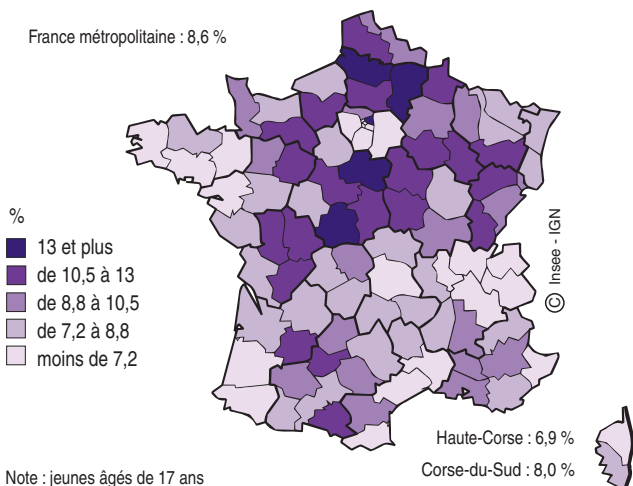 France métropolitaine : 8,6 %
%
13 et plus
de 10,5 à 13
de 8,8 à 10,5
de 7,2 à 8,8
moins de 7,2
© Insee - IGN
Haute-Corse : 6,9 %
Corse-du-Sud : 8,0 %
Note : jeunes âgés de 17 ans